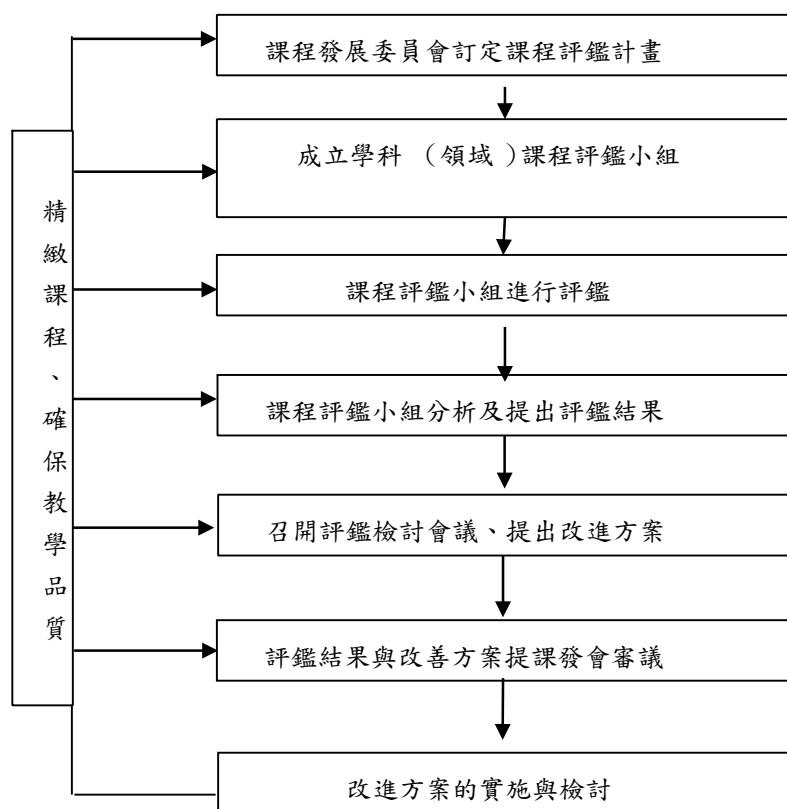 課程發展委員會訂定課程評鑑計畫
成立學科 （領域 )課程評鑑小組
精緻課程、確保教學品質
課程評鑑小組進行評鑑
課程評鑑小組分析及提出評鑑結果
召開評鑑檢討會議、提出改進方案
評鑑結果與改善方案提課發會審議
改進方案的實施與檢討